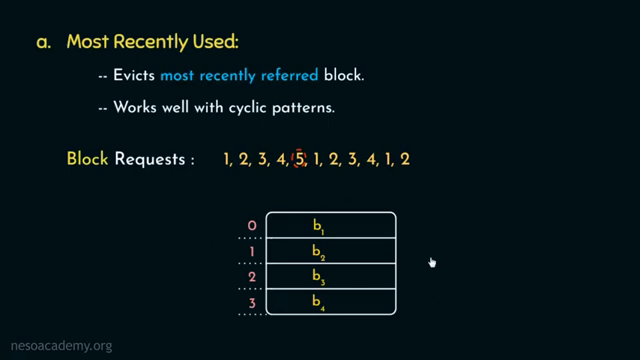 a. Most Recently Used:
-- Evicts most recently referred block.
-- Works well with cyclic patterns.
Block Requests : 1, 2, 3, 4, 5, 1, 2, 3, 4, 1, 2
0 b1
1 b2
2 b3
3 b4
nesoacademy.org